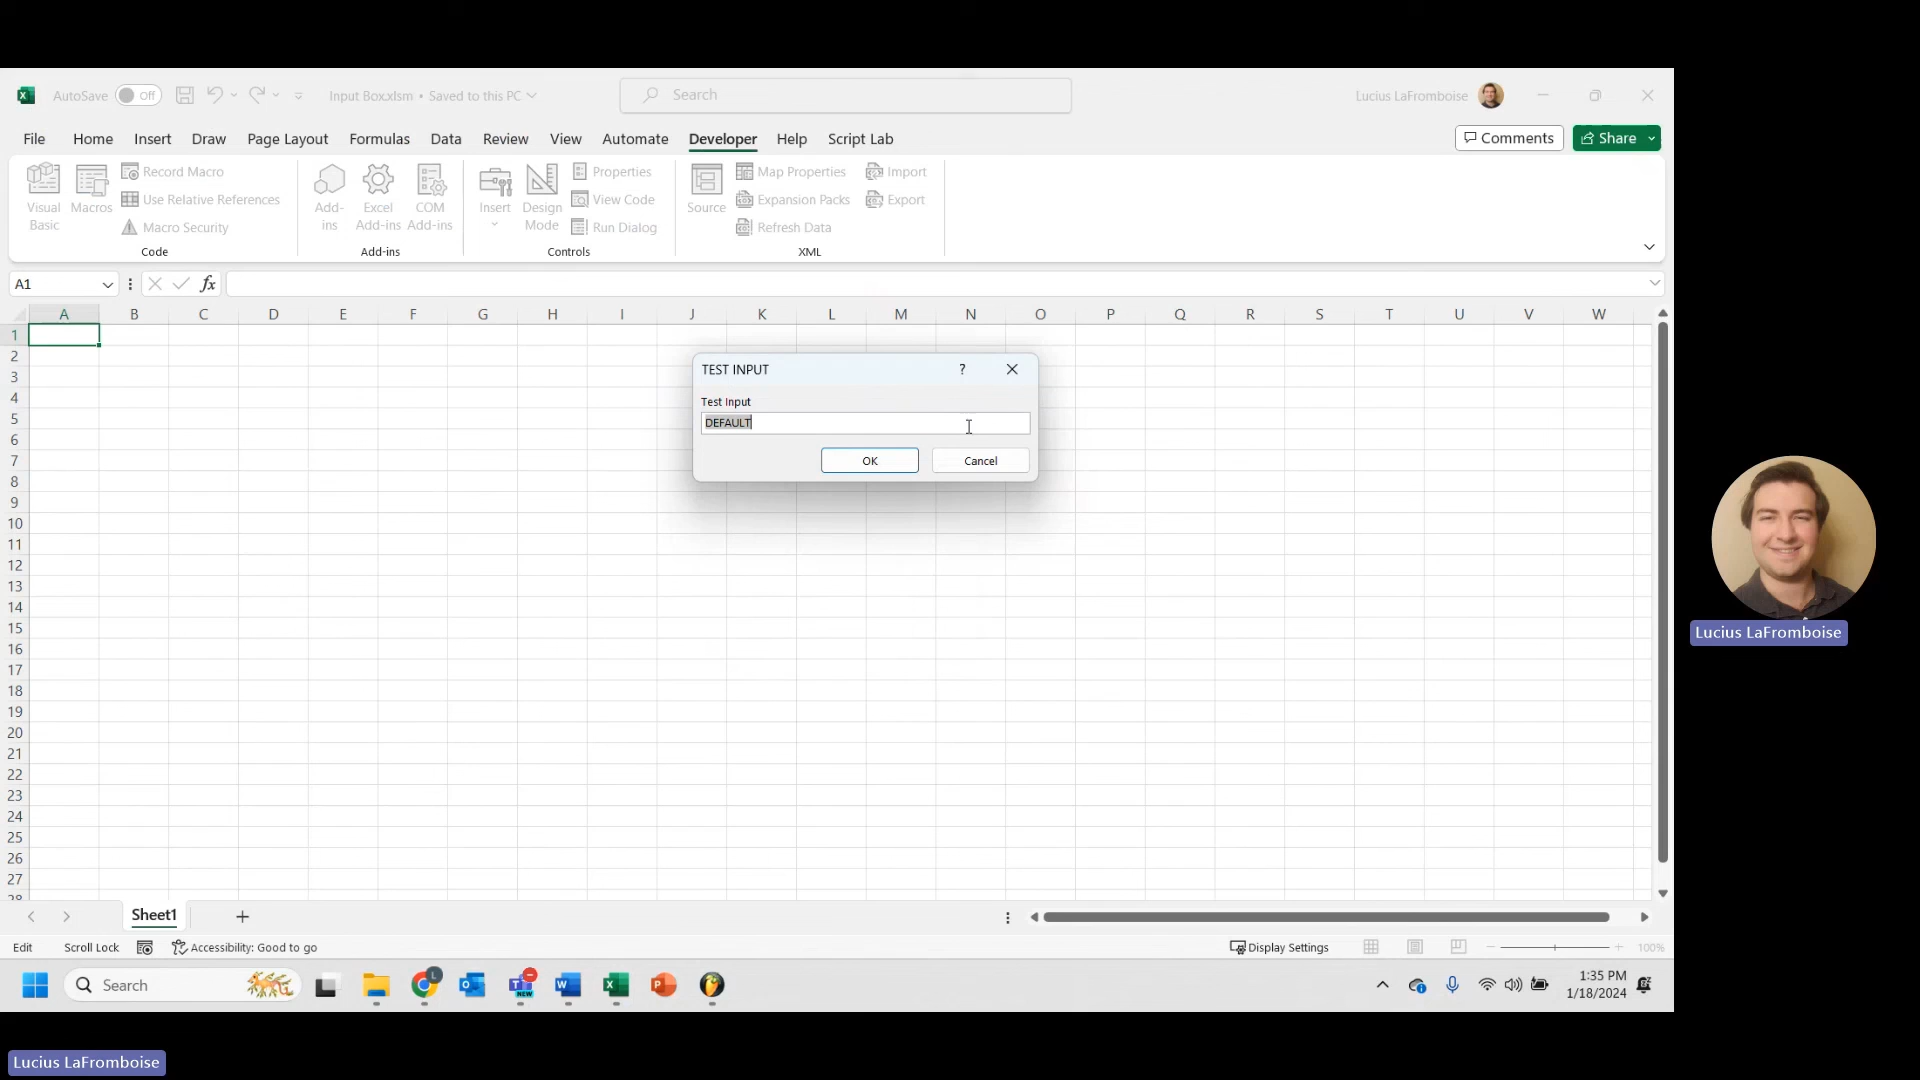 AutoSave Off Input Box.xlsm • Saved to this PC Search Lucius LaFromboise
File Home Insert Draw Page Layout Formulas Data Review View Automate Developer Help Script Lab Comments Share
Visual Basic
Macros
Record Macro
Use Relative References
Macro Security
Code
Add-ins
Excel Add-ins
COM Add-ins
Add-ins
Insert
Design Mode
Properties
View Code
Run Dialog
Controls
Source
Map Properties
Expansion Packs
Refresh Data
Import
Export
XML
A1 fx
A B C D E F G H I J K L M N O P Q R S T U V W
1
2
3
4
5
6
7
8
9
10
11
12
13
14
15
16
17
18
19
20
21
22
23
24
25
26
27
28
TEST INPUT ?
Test Input
DEFAULT
OK Cancel
Lucius LaFromboise
Sheet1
Edit Scroll Lock Accessibility: Good to go Display Settings 100%
Search
L
NEW
1:35 PM
1/18/2024
Lucius LaFromboise